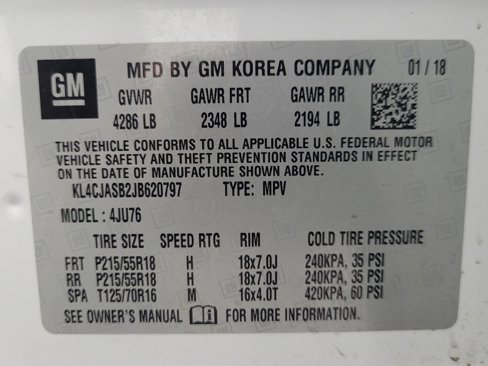 GM MFD BY GM KOREA COMPANY 01 / 18
GVWR GAWR FRT GAWR RR
4286 LB 2348 LB 2194 LB
THIS VEHICLE CONFORMS TO ALL APPLICABLE U.S. FEDERAL MOTOR
VEHICLE SAFETY AND THEFT PREVENTION STANDARDS IN EFFECT
ON THE DATE OF MANUFACTURE SHOWN ABOVE.
KL4CJASB2JB620797 TYPE: MPV
MODEL : 4JU76
TIRE SIZE SPEED RTG RIM COLD TIRE PRESSURE
FRT P215/55R18 H 18x7.0J 240KPA, 35 PSI
RR P215/55R18 H 18x7.0J 240KPA, 35 PSI
SPA T125/70R16 M 16x4.0T 420KPA, 60 PSI
SEE OWNER'S MANUAL FOR MORE INFORMATION.